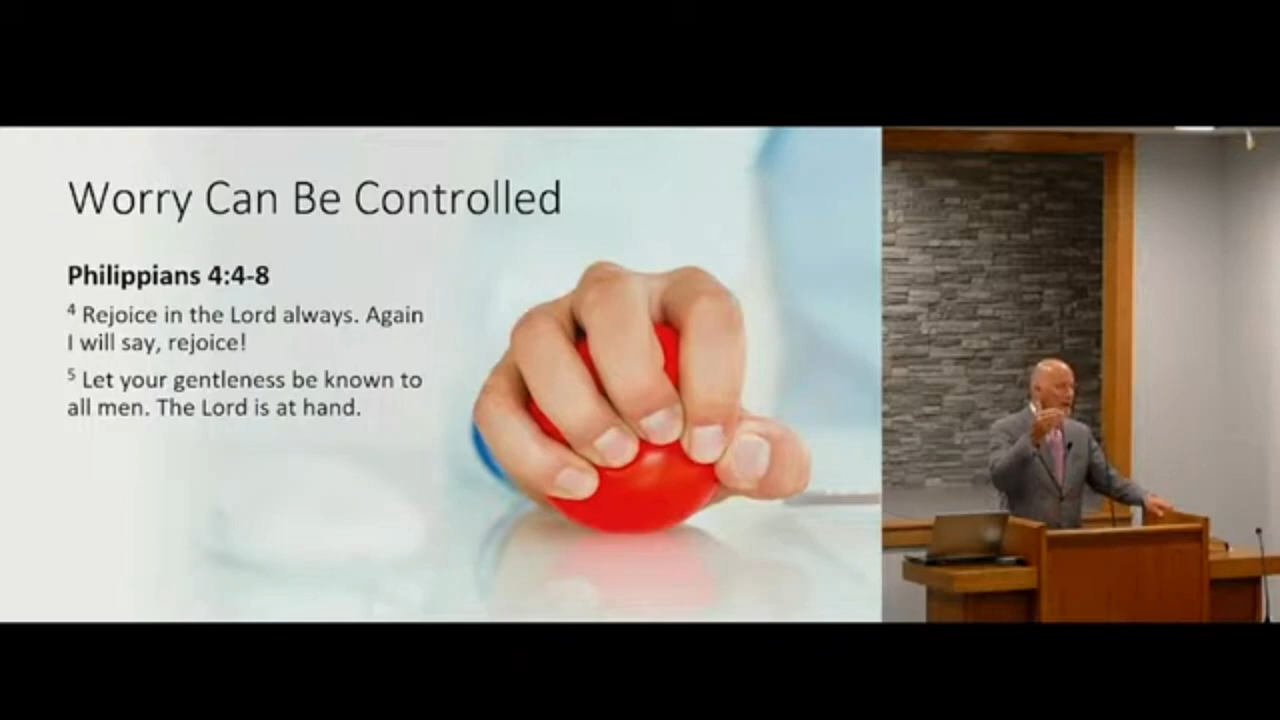 Worry Can Be Controlled
Philippians 4:4-8
4 Rejoice in the Lord always. Again
I will say, rejoice!
5 Let your gentleness be known to
all men. The Lord is at hand.